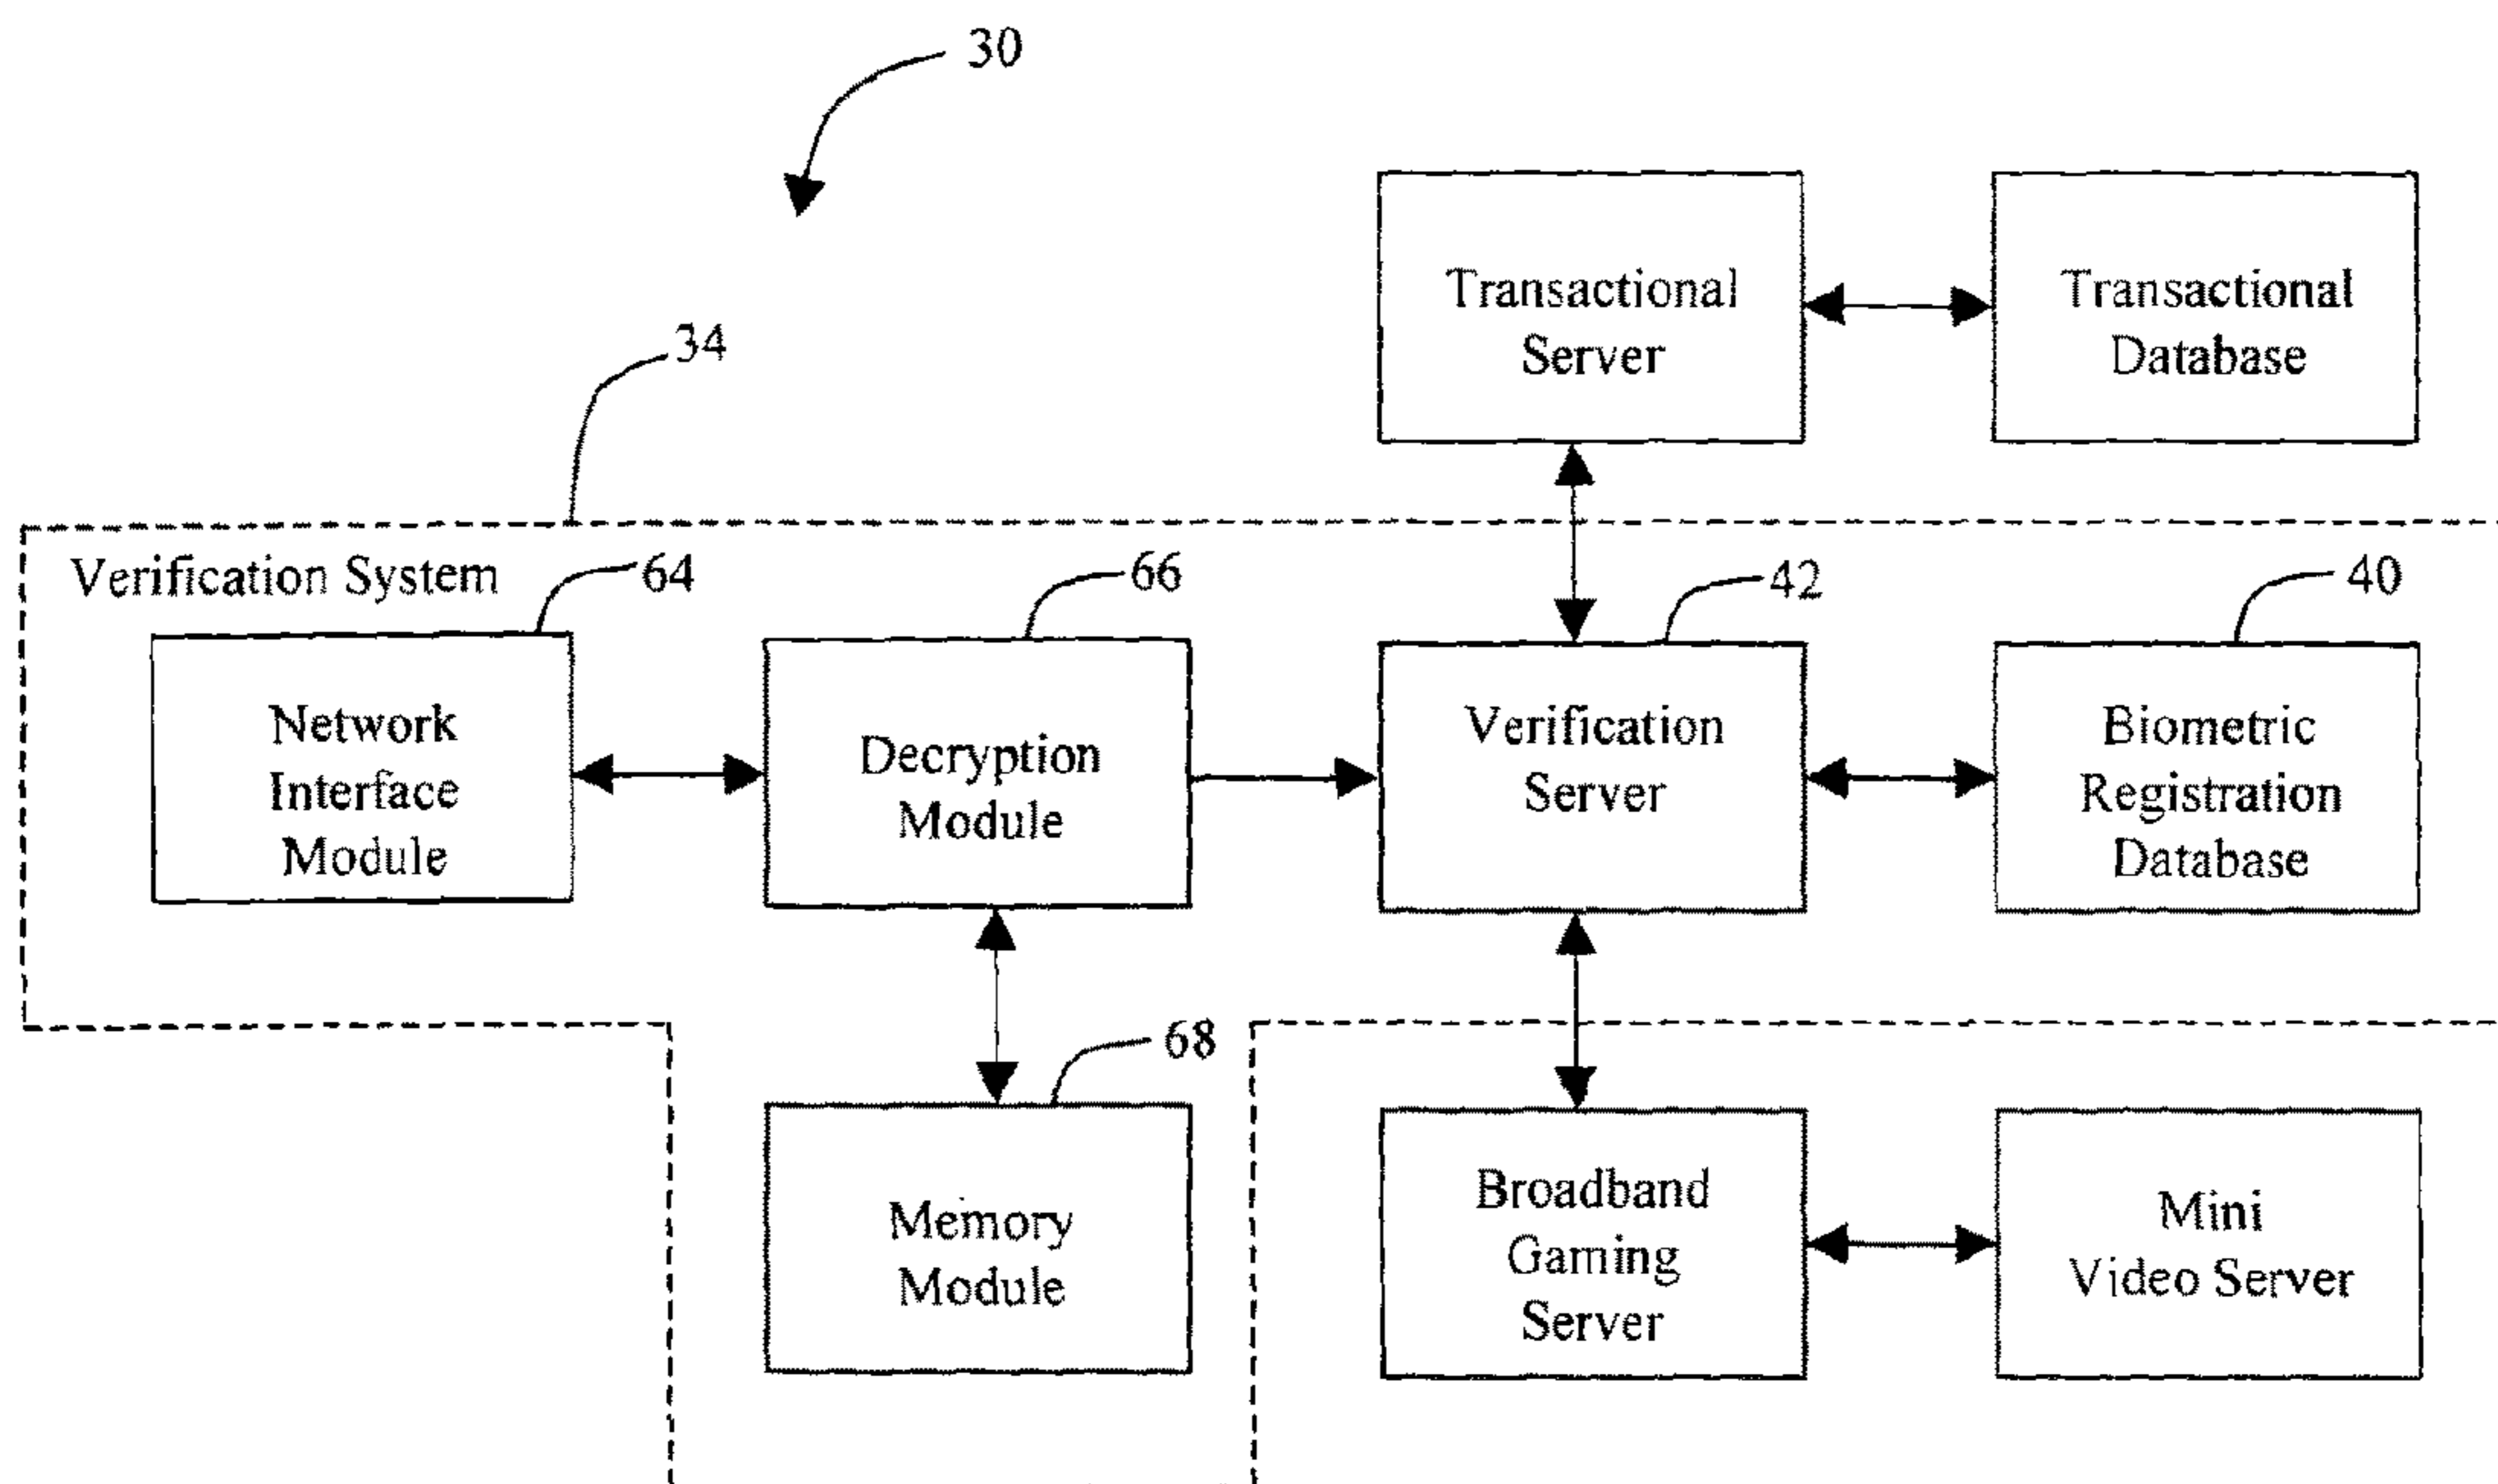 30
Transactional
Server
Transactional
Database
34
Verification System
64
66
42
40
Network
Interface
Module
Decryption
Module
Verification
Server
Biometric
Registration
Database
68
Memory
Module
Broadband
Gaming
Server
Mini
Video Server